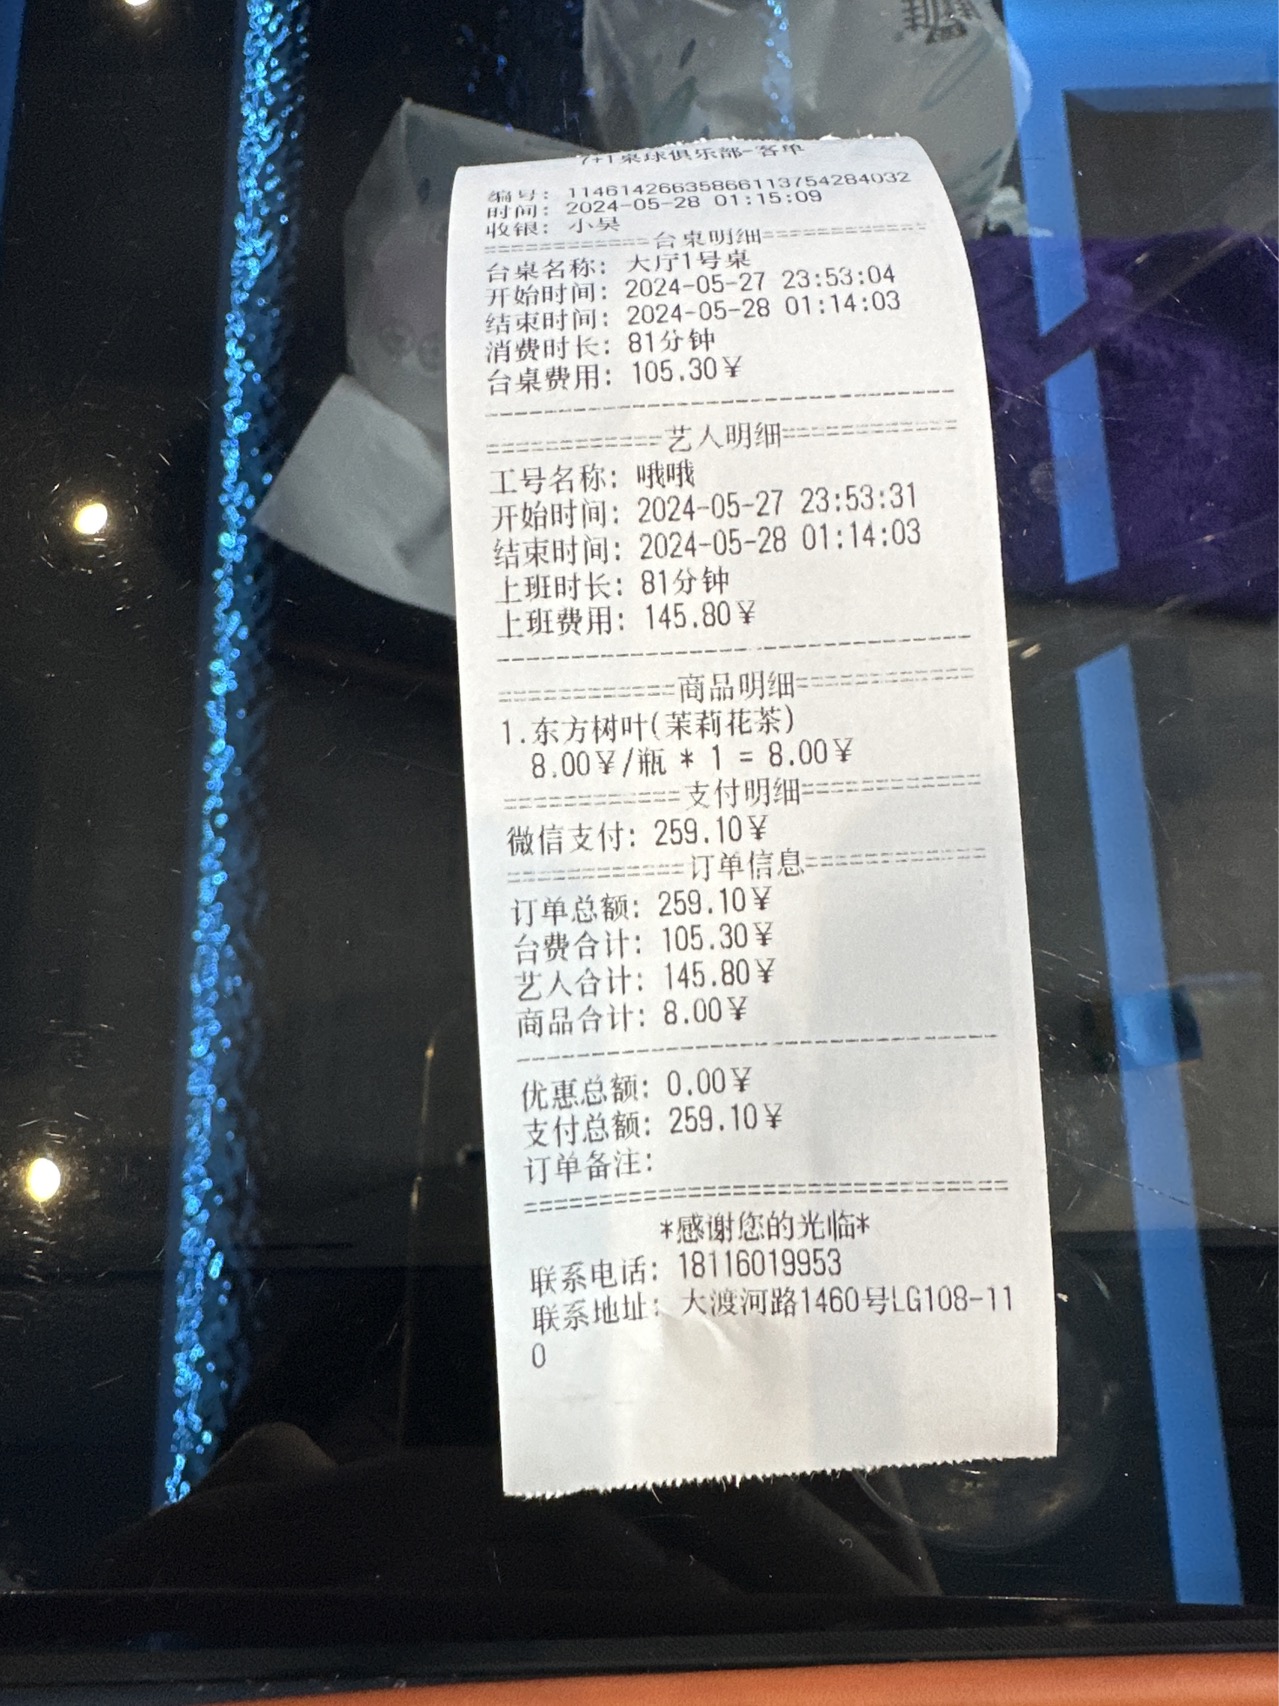 7+1桌球俱乐部-客单
编号: 11461426635866113754284032
时间: 2024-05-28 01:15:09
收银: 小吴
===========台桌明细===========
台桌名称: 大厅1号桌
开始时间: 2024-05-27 23:53:04
结束时间: 2024-05-28 01:14:03
消费时长: 81分钟
台桌费用: 105.30¥
--------------------------------
===========艺人明细===========
工号名称: 哦哦
开始时间: 2024-05-27 23:53:31
结束时间: 2024-05-28 01:14:03
上班时长: 81分钟
上班费用: 145.80¥
--------------------------------
===========商品明细===========
1.东方树叶(茉莉花茶)
8.00¥/瓶 * 1 = 8.00¥
===========支付明细===========
微信支付: 259.10¥
===========订单信息===========
订单总额: 259.10¥
台费合计: 105.30¥
艺人合计: 145.80¥
商品合计: 8.00¥
--------------------------------
优惠总额: 0.00¥
支付总额: 259.10¥
订单备注:
================================
*感谢您的光临*
联系电话: 18116019953
联系地址: 大渡河路1460号LG108-11
0